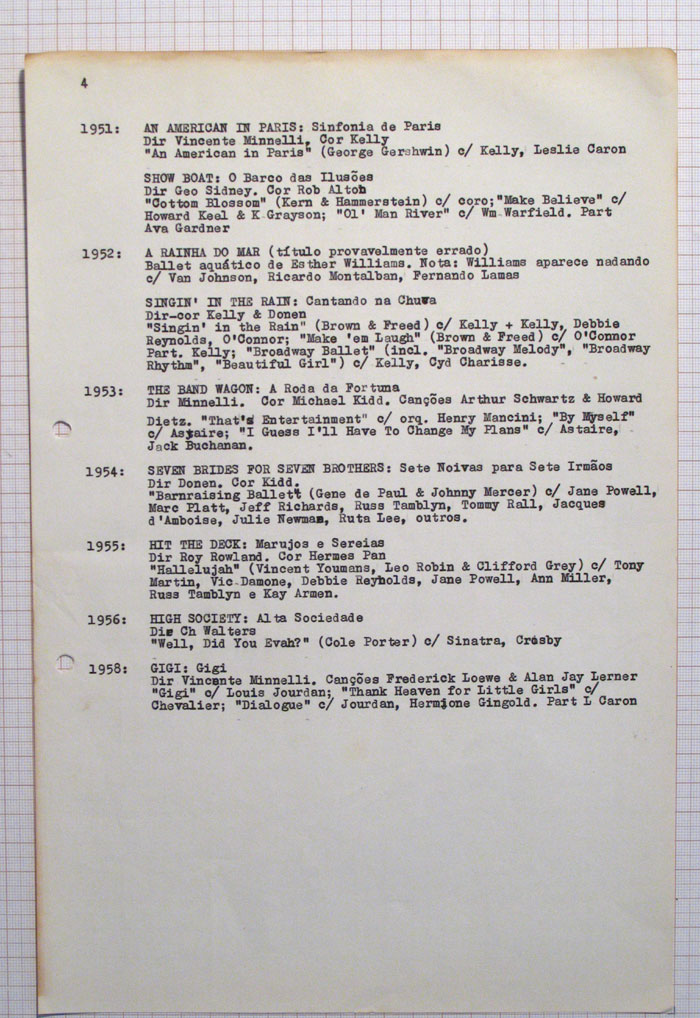 4
1951: AN AMERICAN IN PARIS: Sinfonia de Paris
Dir Vincente Minnelli, Cor Kelly
"An American in Paris" (George Gershwin) c/ Kelly, Leslie Caron
SHOW BOAT: O Barco das Ilusões
Dir Geo Sidney. Cor Rob Alton
"Cottom Blossom" (Kern & Hammerstein) c/ coro; "Make Believe" c/
Howard Keel & K Grayson; "Ol' Man River" c/ Wm Warfield. Part
Ava Gardner
1952: A RAINHA DO MAR (título provavelmente errado)
Ballet aquático de Esther Williams. Nota: Williams aparece nadando
c/ Van Johnson, Ricardo Montalban, Fernando Lamas
SINGIN' IN THE RAIN: Cantando na Chuva
Dir-cor Kelly & Donen
"Singin' in the Rain" (Brown & Freed) c/ Kelly + Kelly, Debbie
Reynolds, O'Connor; "Make 'em Laugh" (Brown & Freed) c/ O'Connor
Part. Kelly; "Broadway Ballet" (incl. "Broadway Melody", "Broadway
Rhythm", "Beautiful Girl") c/ Kelly, Cyd Charisse.
1953: THE BAND WAGON: A Roda da Fortuna
Dir Minnelli. Cor Michael Kidd. Canções Arthur Schwartz & Howard
Dietz. "That's Entertainment" c/ orq. Henry Mancini; "By Myself"
c/ Astaire; "I Guess I'll Have To Change My Plans" c/ Astaire,
Jack Buchanan.
1954: SEVEN BRIDES FOR SEVEN BROTHERS: Sete Noivas para Sete Irmãos
Dir Donen. Cor Kidd.
"Barnraising Ballett (Gene de Paul & Johnny Mercer) c/ Jane Powell,
Marc Platt, Jeff Richards, Russ Tamblyn, Tommy Rall, Jacques
d'Amboise, Julie Newman, Ruta Lee, outros.
1955: HIT THE DECK: Marujos e Sereias
Dir Roy Rowland. Cor Hermes Pan
"Hallelujah" (Vincent Youmans, Leo Robin & Clifford Grey) c/ Tony
Martin, Vic Damone, Debbie Reynolds, Jane Powell, Ann Miller,
Russ Tamblyn e Kay Armen.
1956: HIGH SOCIETY: Alta Sociedade
Dir Ch Walters
"Well, Did You Evah?" (Cole Porter) c/ Sinatra, Crosby
1958: GIGI: Gigi
Dir Vincente Minnelli. Canções Frederick Loewe & Alan Jay Lerner
"Gigi" c/ Louis Jourdan; "Thank Heaven for Little Girls" c/
Chevalier; "Dialogue" c/ Jourdan, Hermione Gingold. Part L Caron